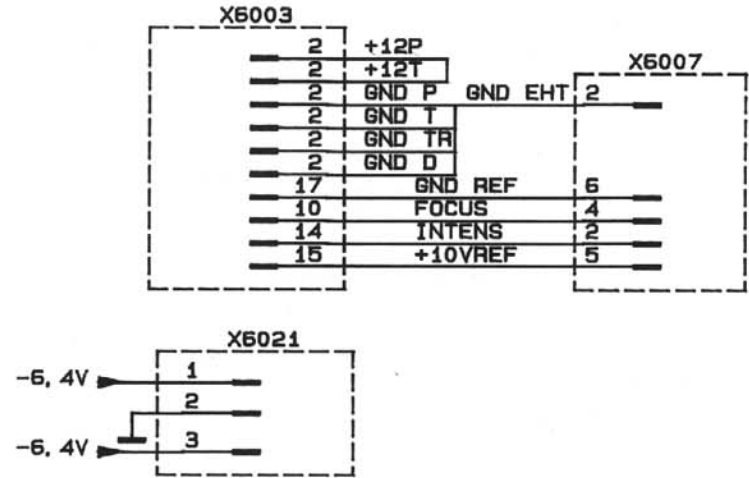 X6003
2 +12P
X6007
2 +12T
2 GND P GND EHT 2
2 GND T
2 GND TR
2 GND D
17 GND REF 6
10 FOCUS 4
14 INTENS 2
15 +10VREF 5
X6021
-6, 4V 1
2
-6, 4V 3